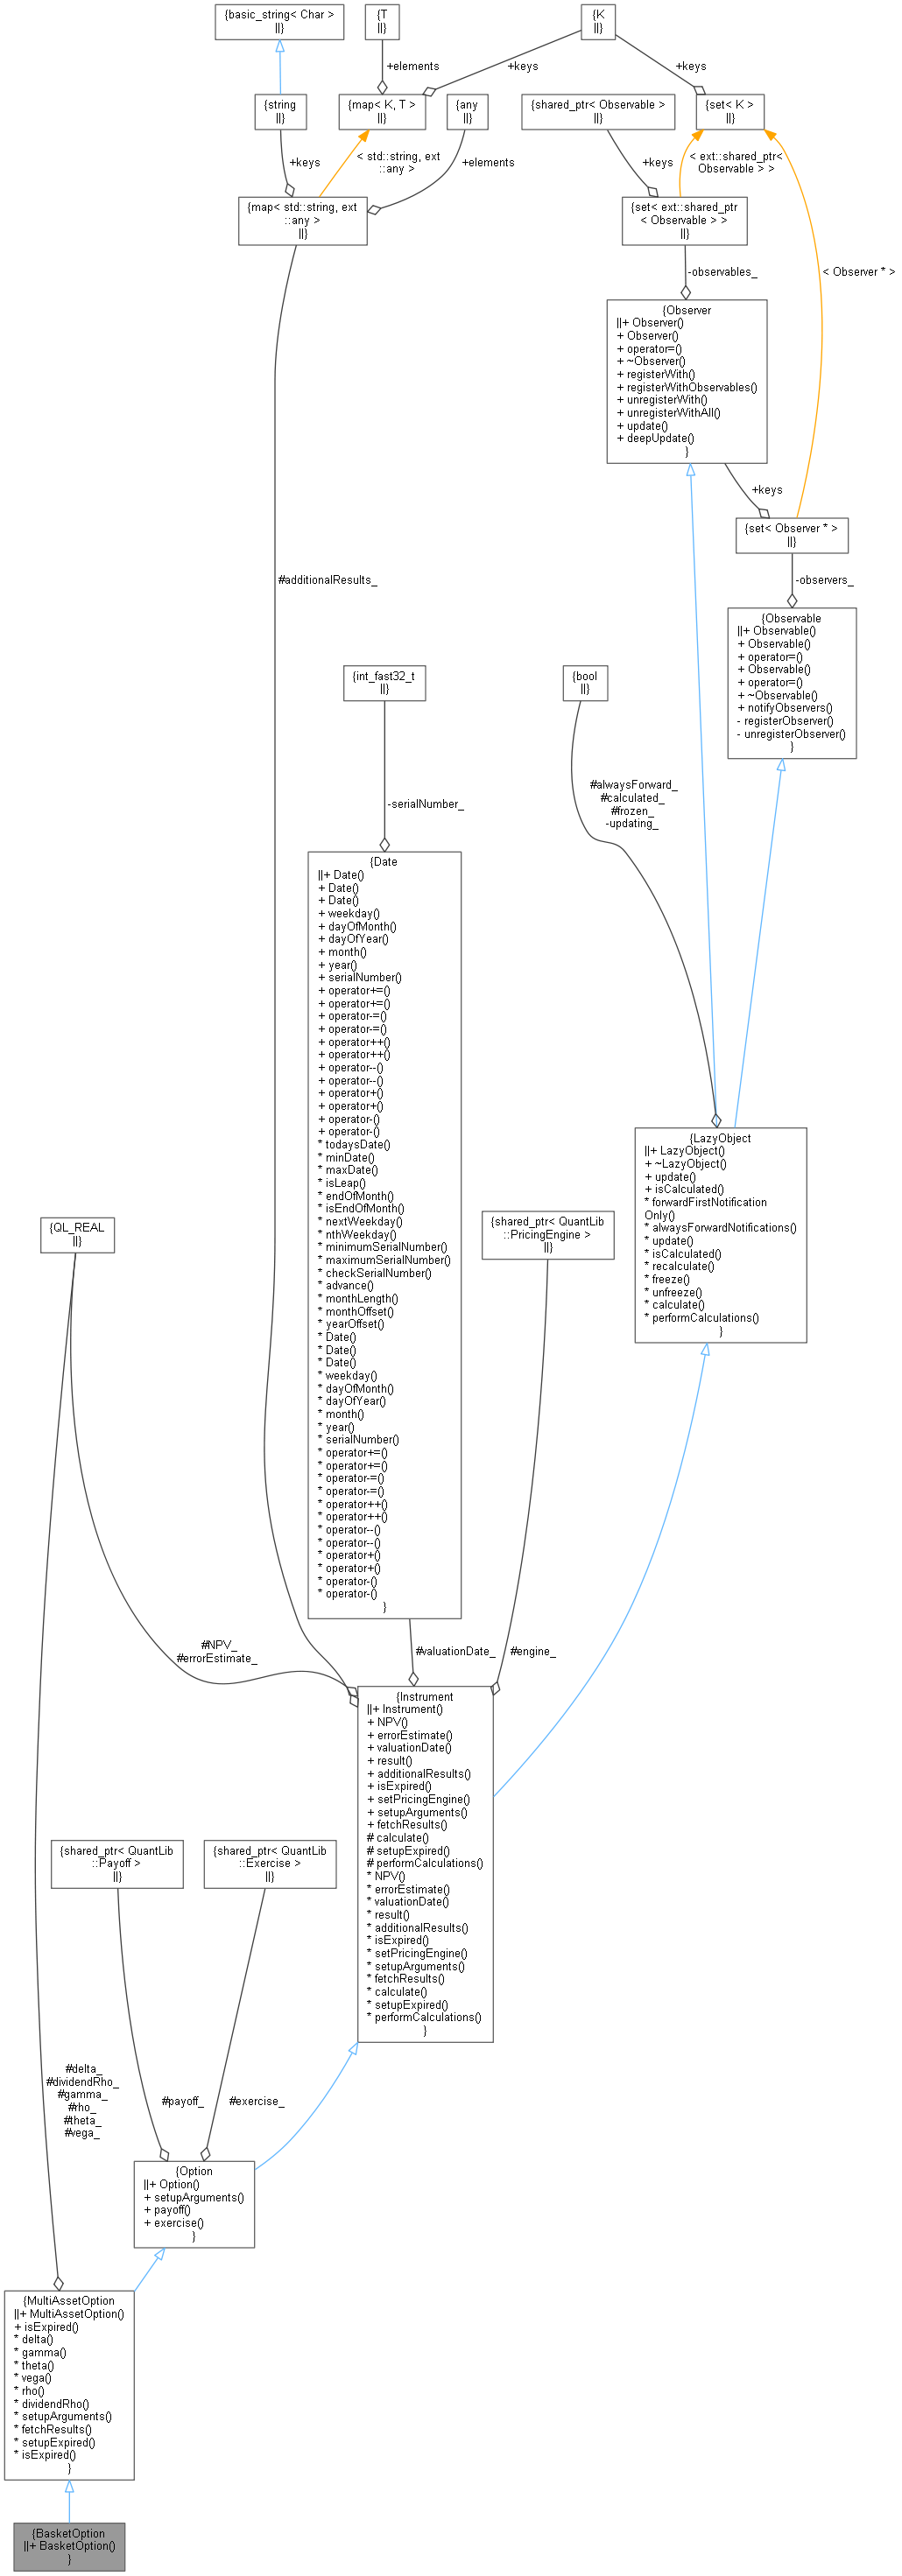 {basic_string< Char >
||}
{T
||}
{K
||}
+elements
+keys
+keys
{string
||}
{map< K, T >
||}
{any
||}
{shared_ptr< Observable >
||}
{set< K >
||}
+keys
< std::string, ext
::any >
+elements
+keys
< ext::shared_ptr<
Observable > >
{map< std::string, ext
::any >
||}
{set< ext::shared_ptr
< Observable > >
||}
-observables_
< Observer * >
{Observer
||+ Observer()
+ Observer()
+ operator=()
+ ~Observer()
+ registerWith()
+ registerWithObservables()
+ unregisterWith()
+ unregisterWithAll()
+ update()
+ deepUpdate()
}
+keys
{set< Observer * >
||}
#additionalResults_
-observers_
{Observable
||+ Observable()
+ Observable()
+ operator=()
+ Observable()
+ operator=()
+ ~Observable()
+ notifyObservers()
- registerObserver()
- unregisterObserver()
}
{int_fast32_t
||}
{bool
||}
-serialNumber_
#alwaysForward_
#calculated_
#frozen_
-updating_
{Date
||+ Date()
+ Date()
+ Date()
+ weekday()
+ dayOfMonth()
+ dayOfYear()
+ month()
+ year()
+ serialNumber()
+ operator+=()
+ operator+=()
+ operator-=()
+ operator-=()
+ operator++()
+ operator++()
+ operator--()
+ operator--()
+ operator+()
+ operator+()
+ operator-()
+ operator-()
* todaysDate()
* minDate()
* maxDate()
* isLeap()
* endOfMonth()
* isEndOfMonth()
* nextWeekday()
* nthWeekday()
* minimumSerialNumber()
* maximumSerialNumber()
* checkSerialNumber()
* advance()
* monthLength()
* monthOffset()
* yearOffset()
* Date()
* Date()
* Date()
* weekday()
* dayOfMonth()
* dayOfYear()
* month()
* year()
* serialNumber()
* operator+=()
* operator+=()
* operator-=()
* operator-=()
* operator++()
* operator++()
* operator--()
* operator--()
* operator+()
* operator+()
* operator-()
* operator-()
}
{LazyObject
||+ LazyObject()
+ ~LazyObject()
+ update()
+ isCalculated()
* forwardFirstNotification
Only()
* alwaysForwardNotifications()
* update()
* isCalculated()
* recalculate()
* freeze()
* unfreeze()
* calculate()
* performCalculations()
}
{QL_REAL
||}
{shared_ptr< QuantLib
::PricingEngine >
||}
#NPV_
#errorEstimate_
#valuationDate_
#engine_
{Instrument
||+ Instrument()
+ NPV()
+ errorEstimate()
+ valuationDate()
+ result()
+ additionalResults()
+ isExpired()
+ setPricingEngine()
+ setupArguments()
+ fetchResults()
# calculate()
# setupExpired()
# performCalculations()
* NPV()
* errorEstimate()
* valuationDate()
* result()
* additionalResults()
* isExpired()
* setPricingEngine()
* setupArguments()
* fetchResults()
* calculate()
* setupExpired()
* performCalculations()
}
{shared_ptr< QuantLib
::Payoff >
||}
{shared_ptr< QuantLib
::Exercise >
||}
#delta_
#dividendRho_
#gamma_
#rho_
#theta_
#vega_
#payoff_
#exercise_
{Option
||+ Option()
+ setupArguments()
+ payoff()
+ exercise()
}
{MultiAssetOption
||+ MultiAssetOption()
+ isExpired()
* delta()
* gamma()
* theta()
* vega()
* rho()
* dividendRho()
* setupArguments()
* fetchResults()
* setupExpired()
* isExpired()
}
{BasketOption
||+ BasketOption()
}